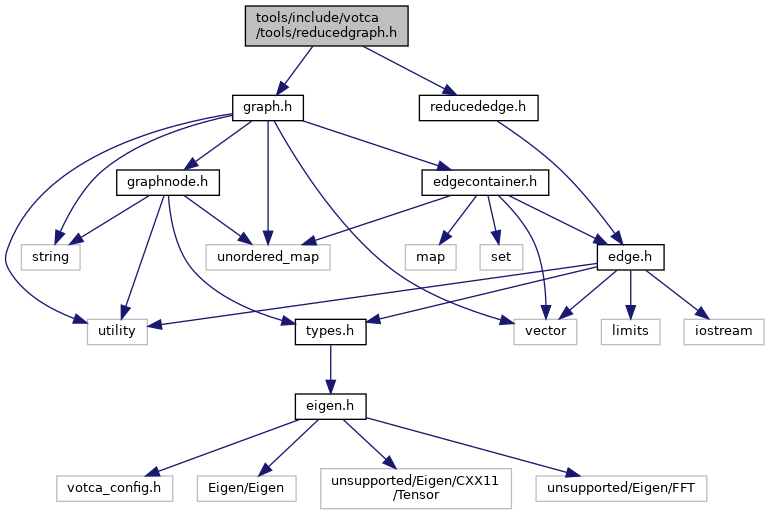 tools/include/votca
/tools/reducedgraph.h
graph.h
reducededge.h
graphnode.h
edgecontainer.h
string
unordered_map
map
set
edge.h
utility
types.h
vector
limits
iostream
eigen.h
votca_config.h
Eigen/Eigen
unsupported/Eigen/CXX11
/Tensor
unsupported/Eigen/FFT